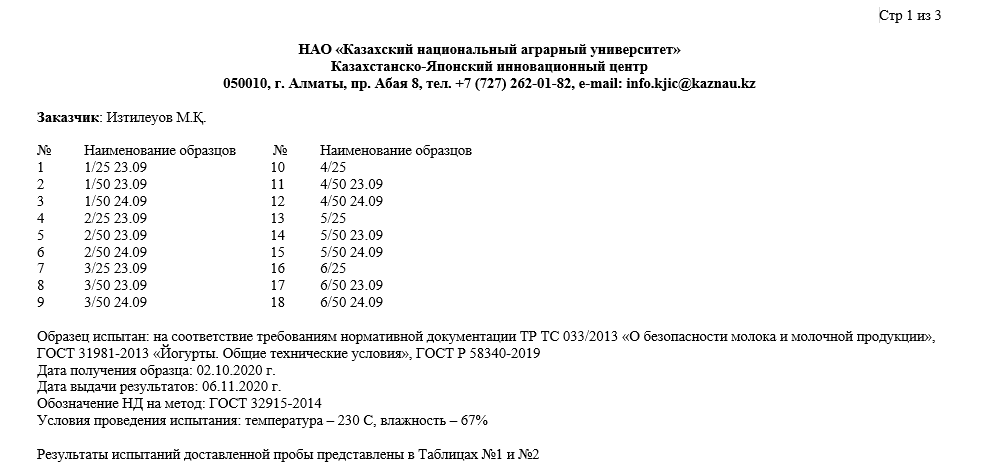 Стр 1 из 3
НАО «Казахский национальный аграрный университет»
Казахстанско-Японский инновационный центр
050010, г. Алматы, пр. Абая 8, тел. +7 (727) 262-01-82, e-mail: info.kjic@kaznau.kz
Заказчик: Изтилеуов М.Қ.
№ Наименование образцов № Наименование образцов
1 1/25 23.09 10 4/25
2 1/50 23.09 11 4/50 23.09
3 1/50 24.09 12 4/50 24.09
4 2/25 23.09 13 5/25
5 2/50 23.09 14 5/50 23.09
6 2/50 24.09 15 5/50 24.09
7 3/25 23.09 16 6/25
8 3/50 23.09 17 6/50 23.09
9 3/50 24.09 18 6/50 24.09
Образец испытан: на соответствие требованиям нормативной документации ТР ТС 033/2013 «О безопасности молока и молочной продукции»,
ГОСТ 31981-2013 «Йогурты. Общие технические условия», ГОСТ Р 58340-2019
Дата получения образца: 02.10.2020 г.
Дата выдачи результатов: 06.11.2020 г.
Обозначение НД на метод: ГОСТ 32915-2014
Условия проведения испытания: температура – 230 С, влажность – 67%
Результаты испытаний доставленной пробы представлены в Таблицах №1 и №2